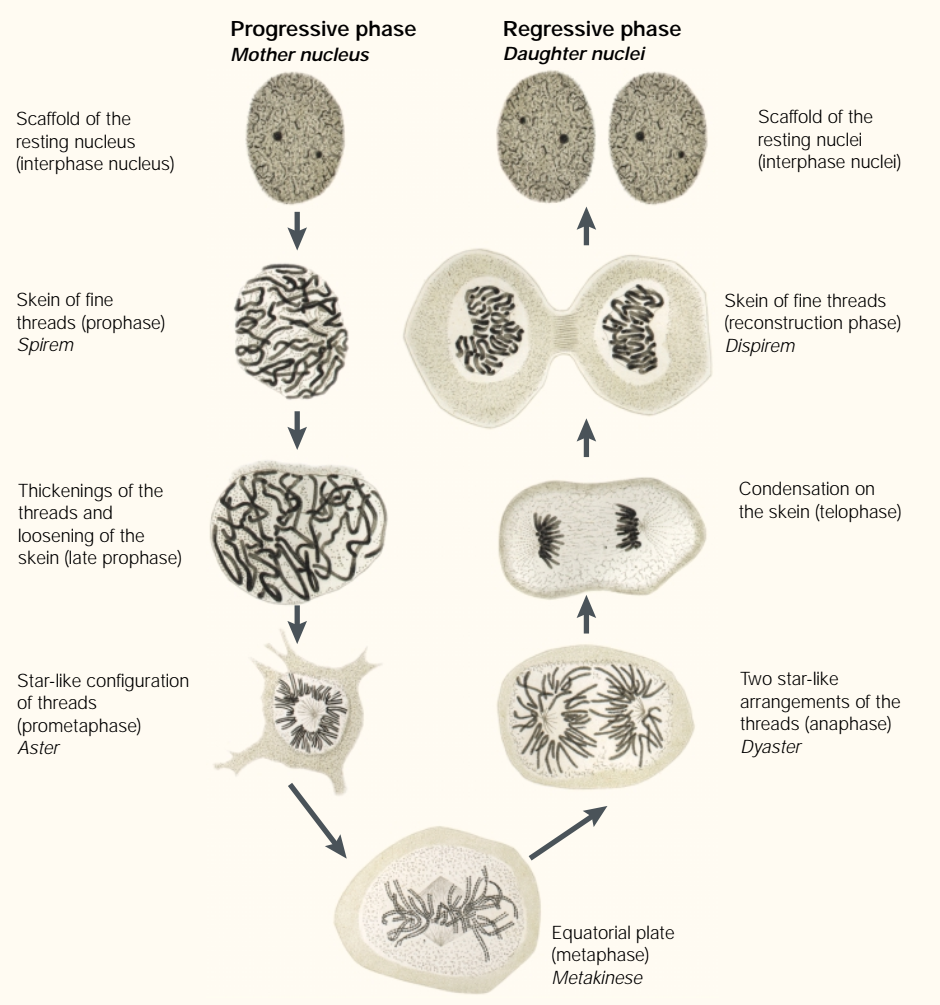 Progressive phase
Mother nucleus
Regressive phase
Daughter nuclei
Scaffold of the
resting nucleus
(interphase nucleus)
Scaffold of the
resting nuclei
(interphase nuclei)
Skein of fine
threads (prophase)
Spirem
Skein of fine threads
(reconstruction phase)
Dispirem
Thickenings of the
threads and
loosening of the
skein (late prophase)
Condensation on
the skein (telophase)
Star-like configuration
of threads
(prometaphase)
Aster
Two star-like
arrangements of the
threads (anaphase)
Dyaster
Equatorial plate
(metaphase)
Metakinese